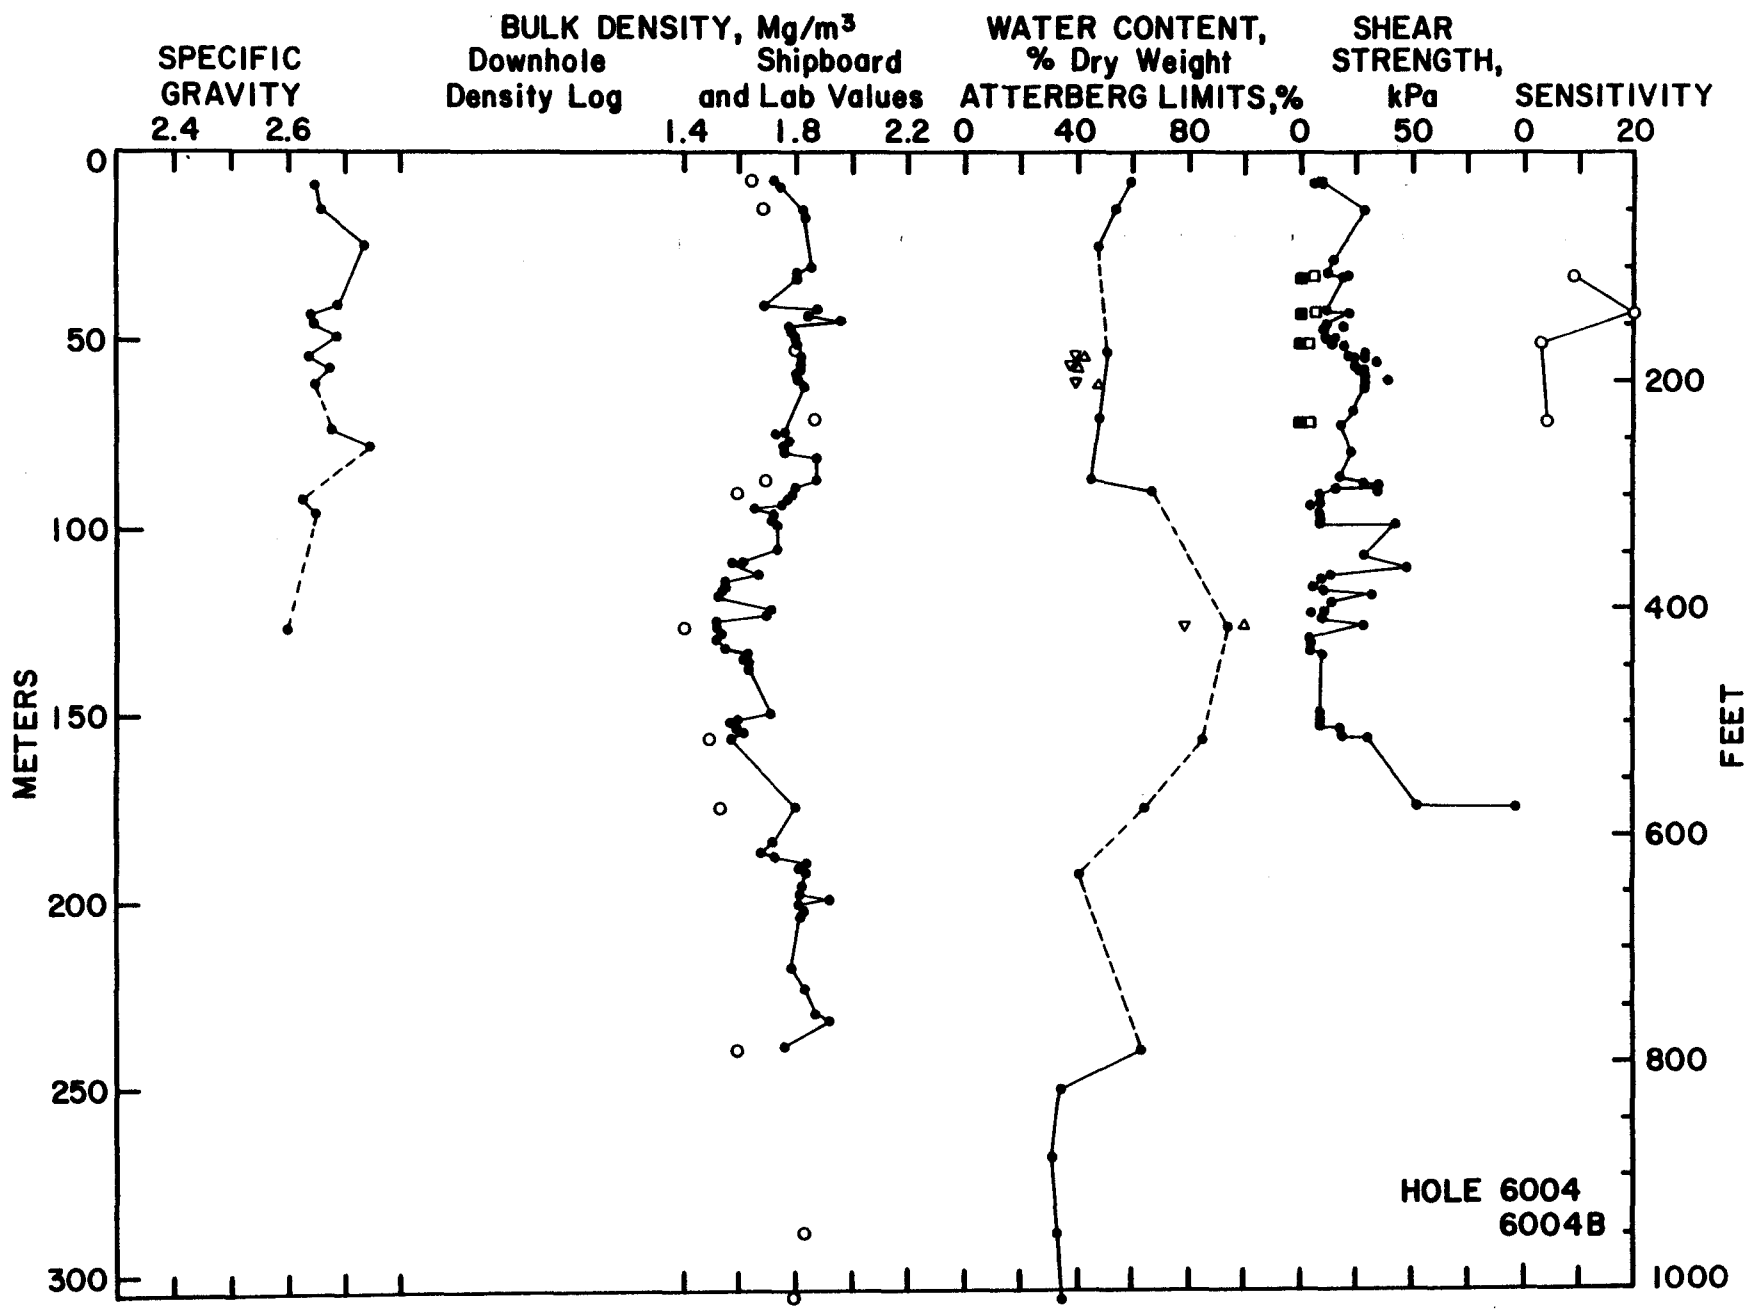 BULK DENSITY, Mg/m³ WATER CONTENT, SHEAR
SPECIFIC Downhole Shipboard % Dry Weight STRENGTH,
GRAVITY Density Log and Lab Values ATTERBERG LIMITS,% kPa SENSITIVITY
2.4 2.6 1.4 1.8 2.2 0 40 80 0 50 0 20
0
50
200
100
400
150
METERS
FEET
600
200
800
250
HOLE 6004
6004B
300
1000